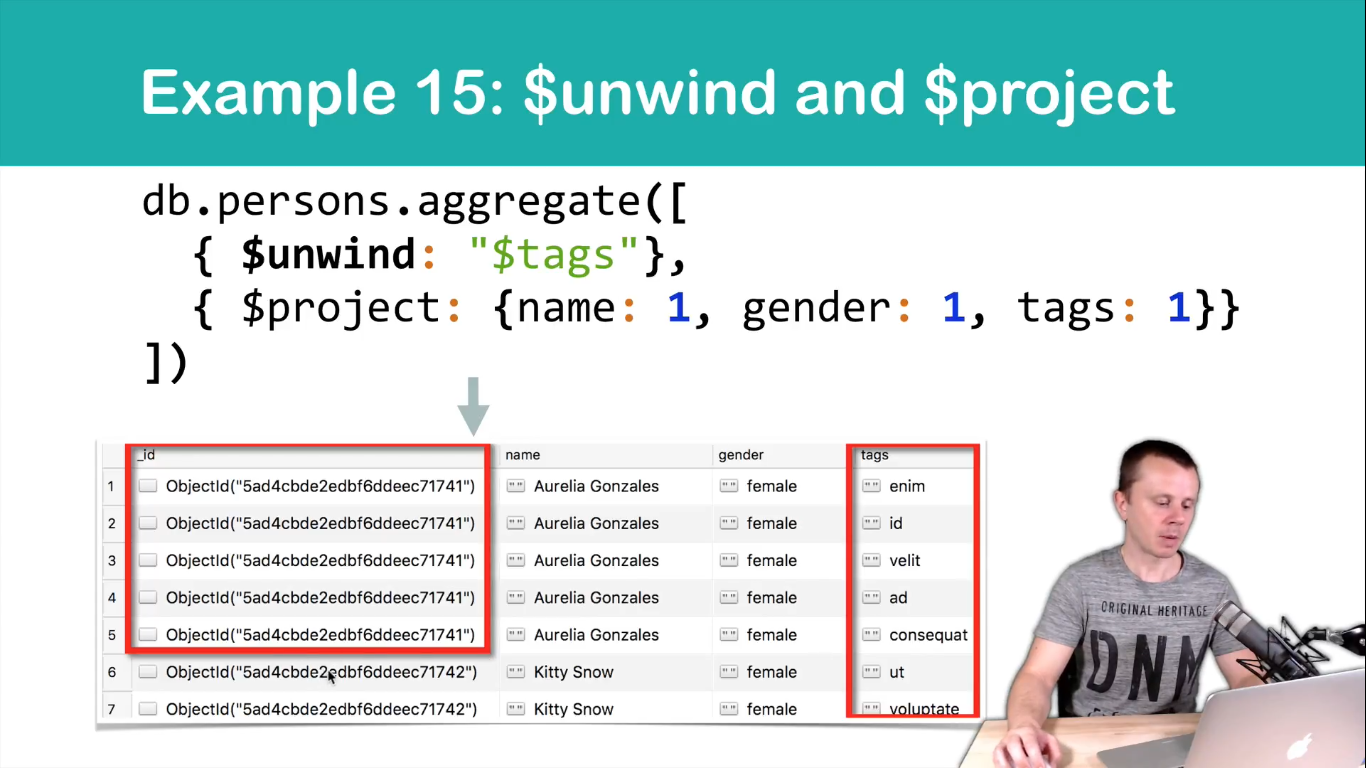 Example 15: $unwind and $project
db.persons.aggregate([
{ $unwind: "$tags"},
{ $project: {name: 1, gender: 1, tags: 1}}
])
_id name gender tags
1 ObjectId("5ad4cbde2edbf6ddeec71741") "" Aurelia Gonzales "" female "" enim
2 ObjectId("5ad4cbde2edbf6ddeec71741") "" Aurelia Gonzales "" female "" id
3 ObjectId("5ad4cbde2edbf6ddeec71741") "" Aurelia Gonzales "" female "" velit
4 ObjectId("5ad4cbde2edbf6ddeec71741") "" Aurelia Gonzales "" female "" ad
5 ObjectId("5ad4cbde2edbf6ddeec71741") "" Aurelia Gonzales "" female "" consequat
6 ObjectId("5ad4cbde2edbf6ddeec71742") "" Kitty Snow "" female "" ut
7 ObjectId("5ad4cbde2edbf6ddeec71742") "" Kitty Snow "" female "" voluptate
ORIGINAL HERITAGE
DNM